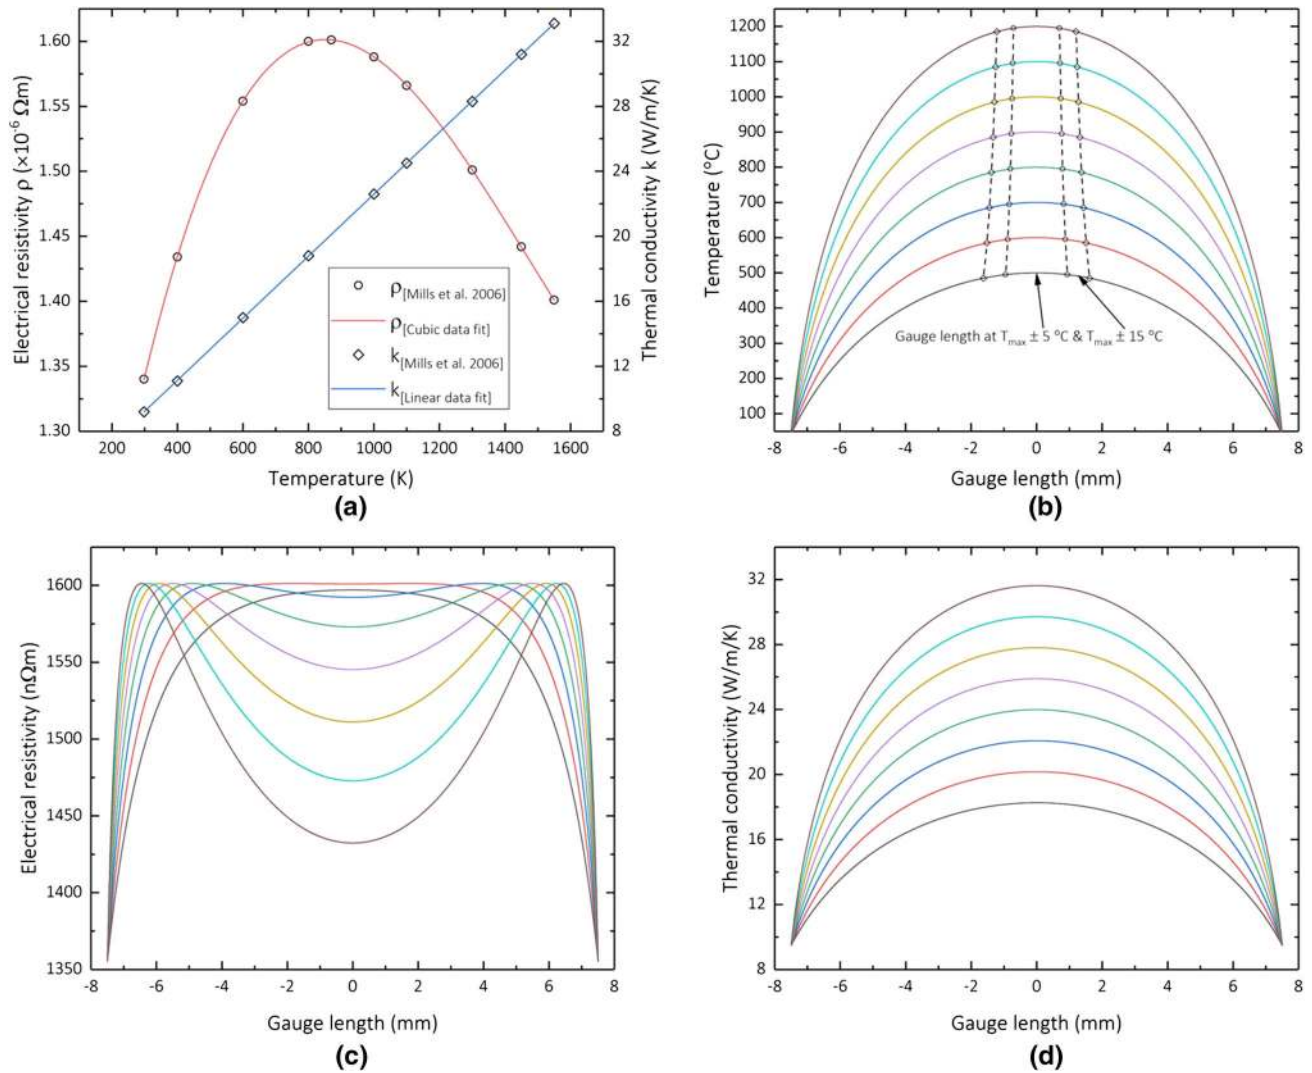 Electrical resistivity ρ (×10⁻⁶ Ωm)
1.60
1.55
1.50
1.45
1.40
1.35
1.30
32
28
24
20
16
12
8
Thermal conductivity k (W/m/K)
ρ[Mills et al. 2006]
ρ[Cubic data fit]
k[Mills et al. 2006]
k[Linear data fit]
200 400 600 800 1000 1200 1400 1600
Temperature (K)
(a)
Temperature (°C)
1200
1100
1000
900
800
700
600
500
400
300
200
100
Gauge length at Tmax ± 5 °C & Tmax ± 15 °C
-8 -6 -4 -2 0 2 4 6 8
Gauge length (mm)
(b)
Electrical resistivity (nΩm)
1600
1550
1500
1450
1400
1350
-8 -6 -4 -2 0 2 4 6 8
Gauge length (mm)
(c)
Thermal conductivity (W/m/K)
32
28
24
20
16
12
8
-8 -6 -4 -2 0 2 4 6 8
Gauge length (mm)
(d)